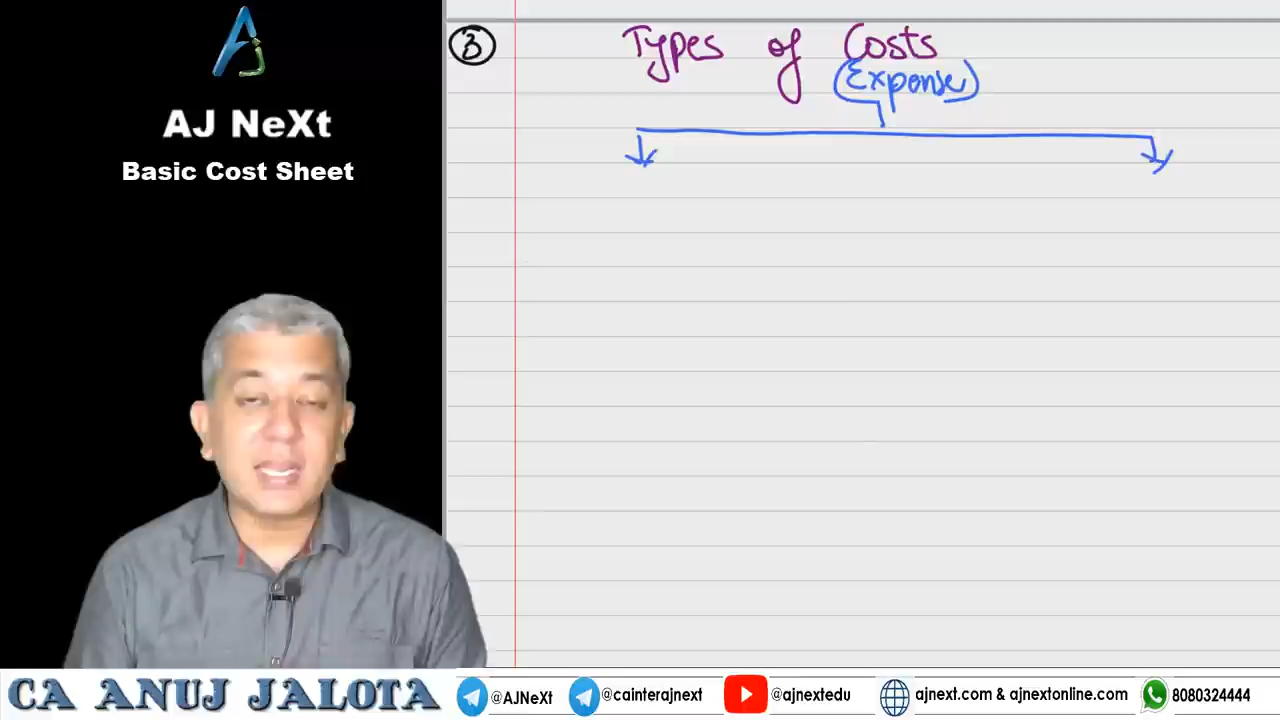 Aj
AJ NeXt
Basic Cost Sheet
3
Types of Costs
(Expense)
CA ANUJ JALOTA
@AJNeXt
@cainterajnext
@ajnextedu
ajnext.com & ajnextonline.com
8080324444